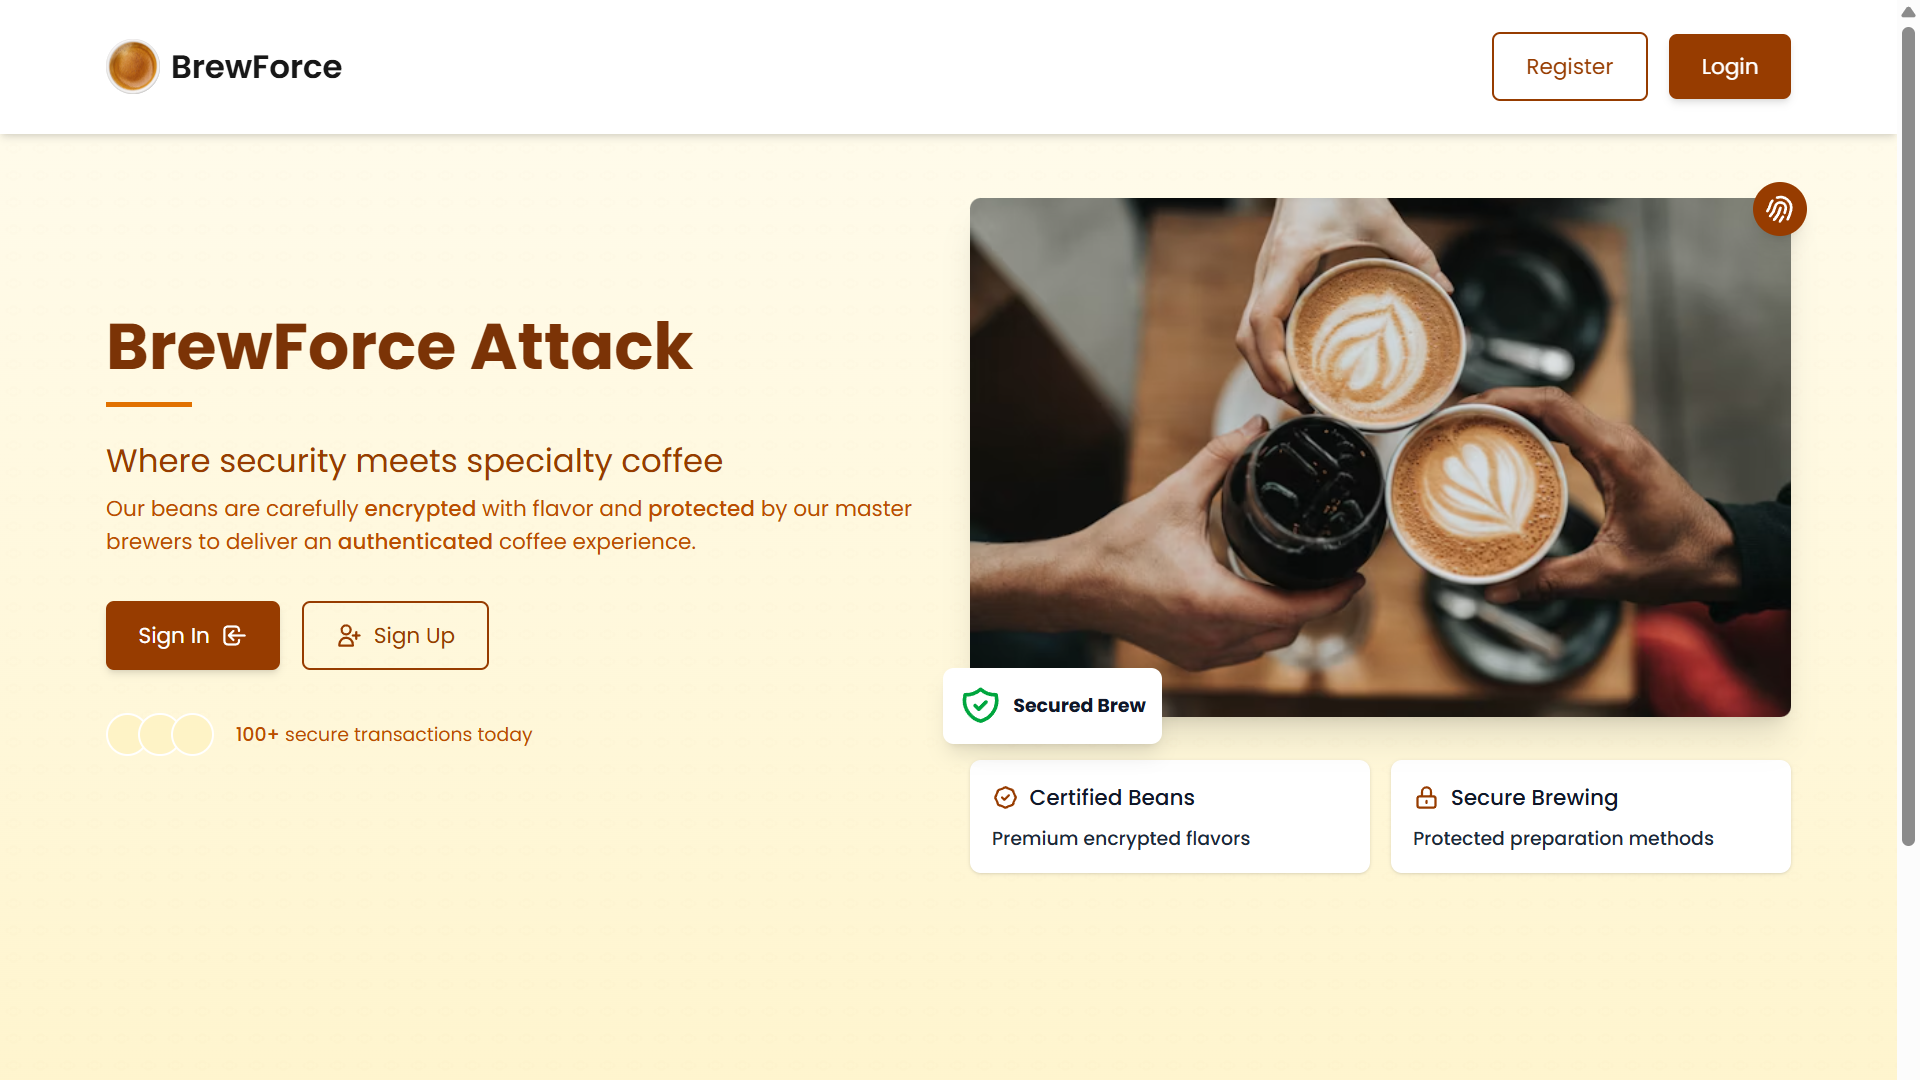 BrewForce
Register
Login
BrewForce Attack
Where security meets specialty coffee
Our beans are carefully encrypted with flavor and protected by our master
brewers to deliver an authenticated coffee experience.
Sign In
Sign Up
100+ secure transactions today
Secured Brew
Certified Beans
Premium encrypted flavors
Secure Brewing
Protected preparation methods